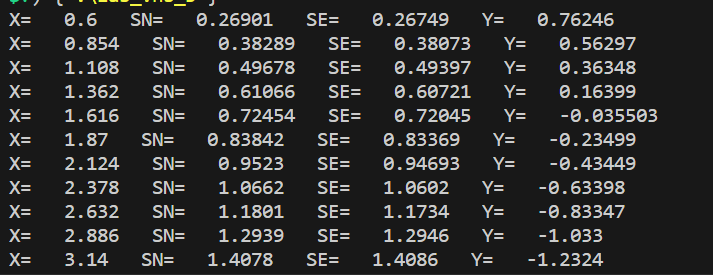 X= 0.6 SN= 0.26901 SE= 0.26749 Y= 0.76246
X= 0.854 SN= 0.38289 SE= 0.38073 Y= 0.56297
X= 1.108 SN= 0.49678 SE= 0.49397 Y= 0.36348
X= 1.362 SN= 0.61066 SE= 0.60721 Y= 0.16399
X= 1.616 SN= 0.72454 SE= 0.72045 Y= -0.035503
X= 1.87 SN= 0.83842 SE= 0.83369 Y= -0.23499
X= 2.124 SN= 0.9523 SE= 0.94693 Y= -0.43449
X= 2.378 SN= 1.0662 SE= 1.0602 Y= -0.63398
X= 2.632 SN= 1.1801 SE= 1.1734 Y= -0.83347
X= 2.886 SN= 1.2939 SE= 1.2946 Y= -1.033
X= 3.14 SN= 1.4078 SE= 1.4086 Y= -1.2324